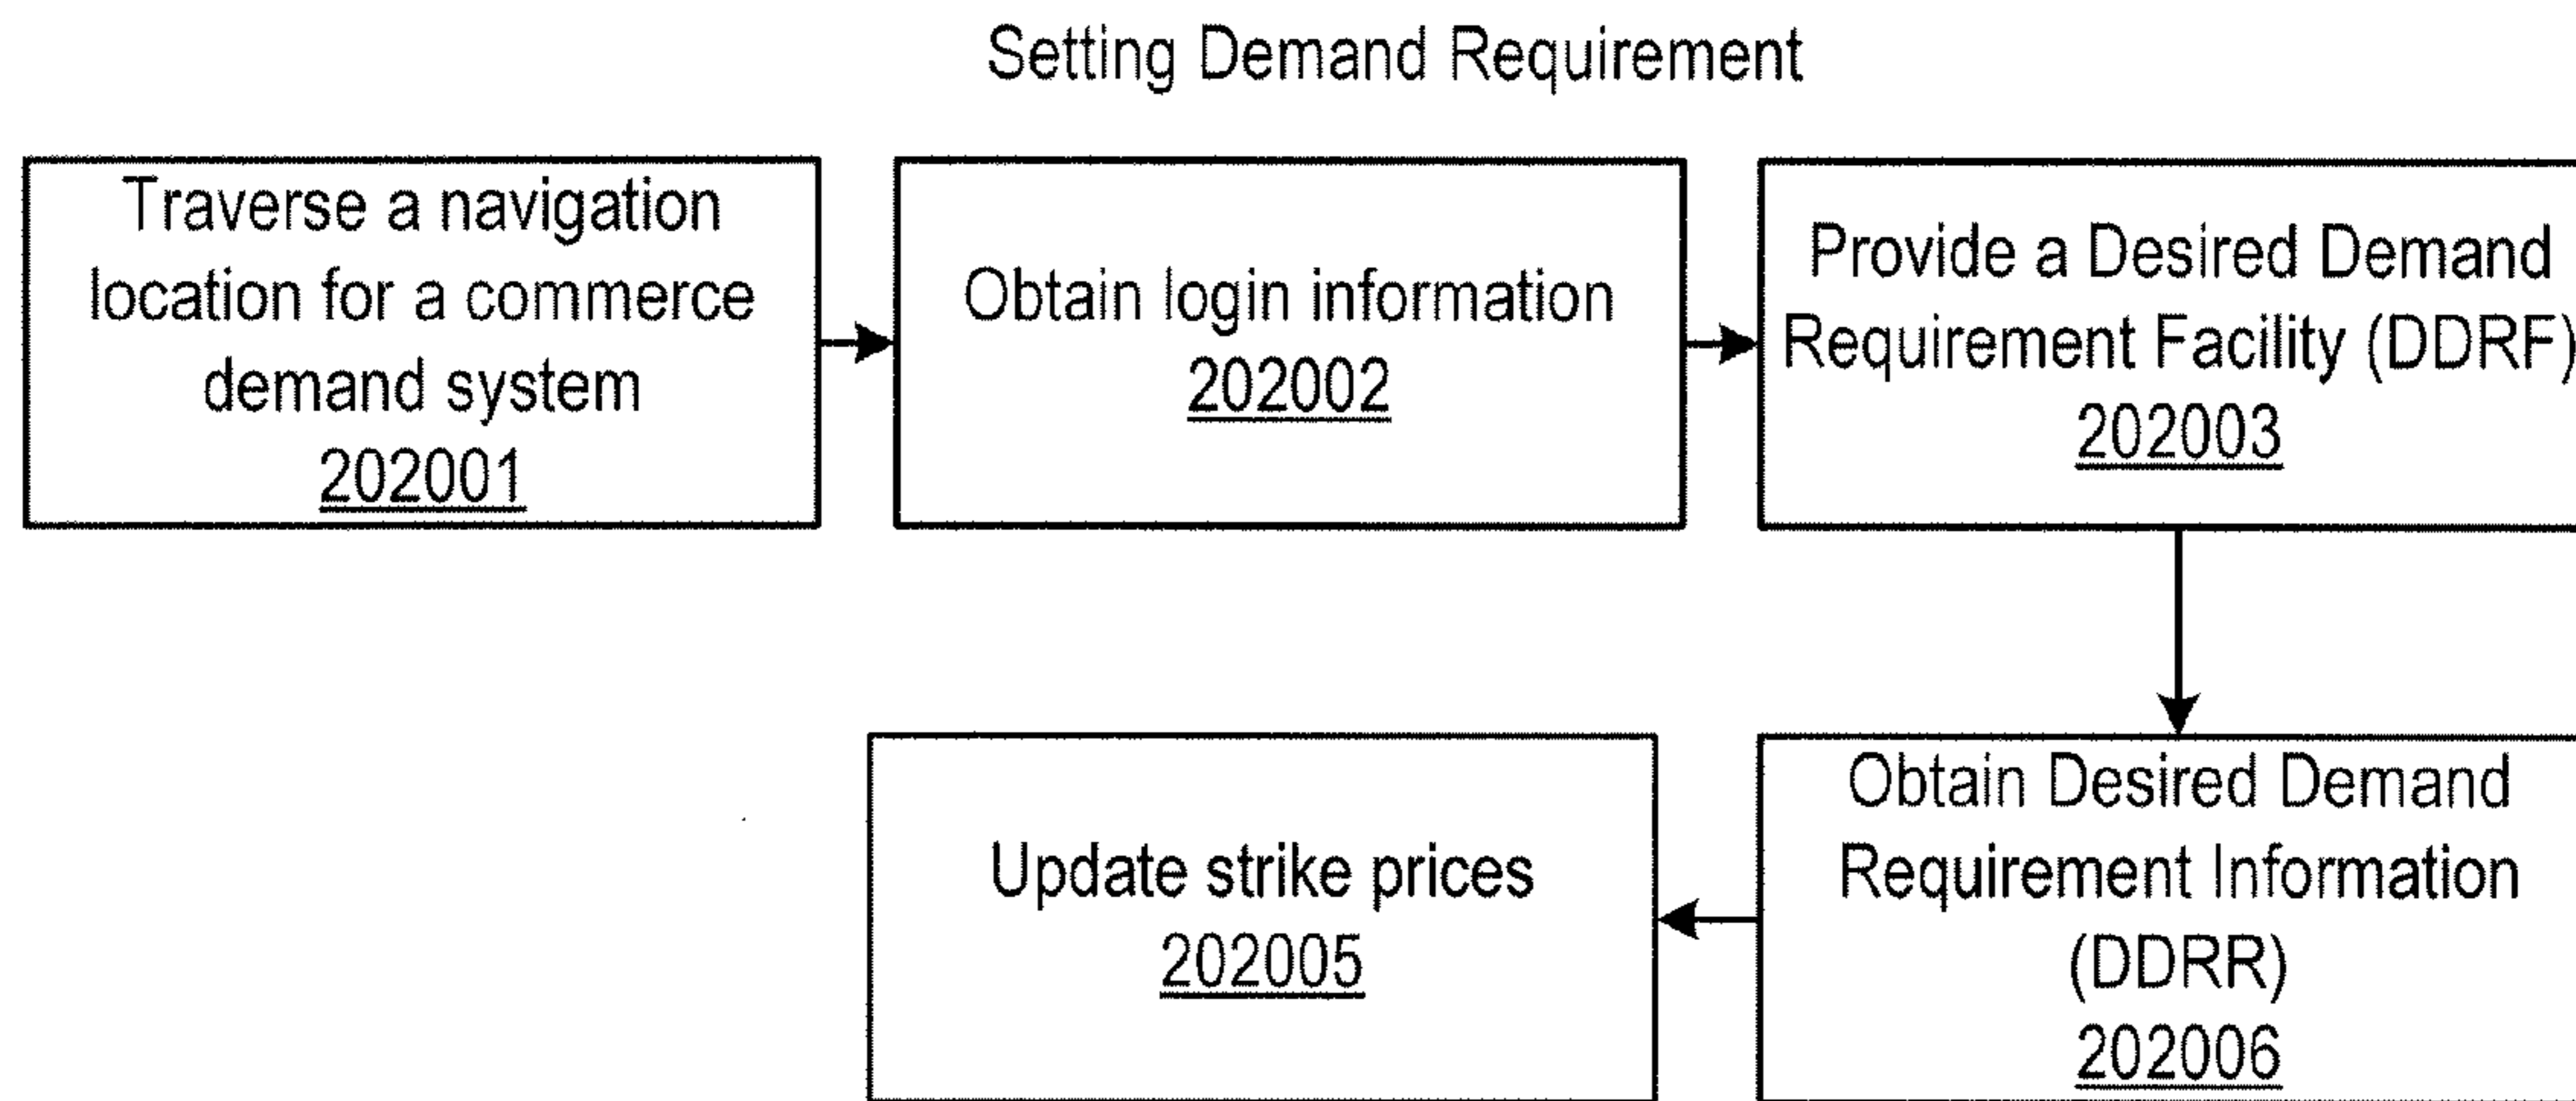 Setting Demand Requirement
Traverse a navigation
location for a commerce
demand system
202001
Obtain login information
202002
Provide a Desired Demand
Requirement Facility (DDRF)
202003
Obtain Desired Demand
Requirement Information
(DDRR)
202006
Update strike prices
202005